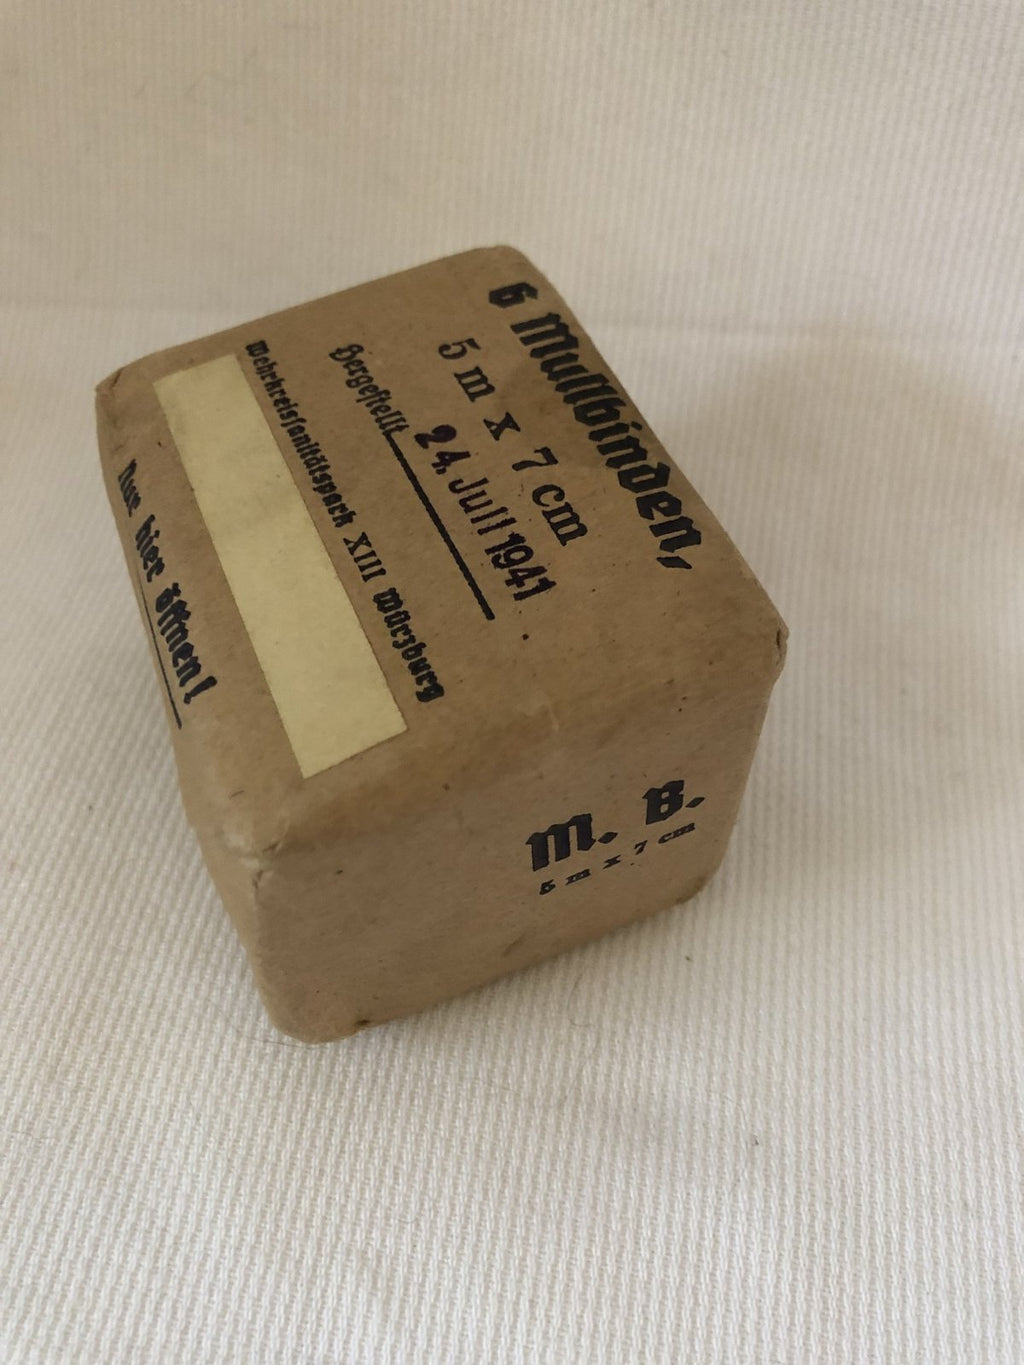 6 Mullbinden,
5 m x 7 cm
Hergestellt 24. Juli 1941
Wehrkreissanitätspark XIII Würzburg
Nur hier öffnen!
M. B.
5 m x 7 cm